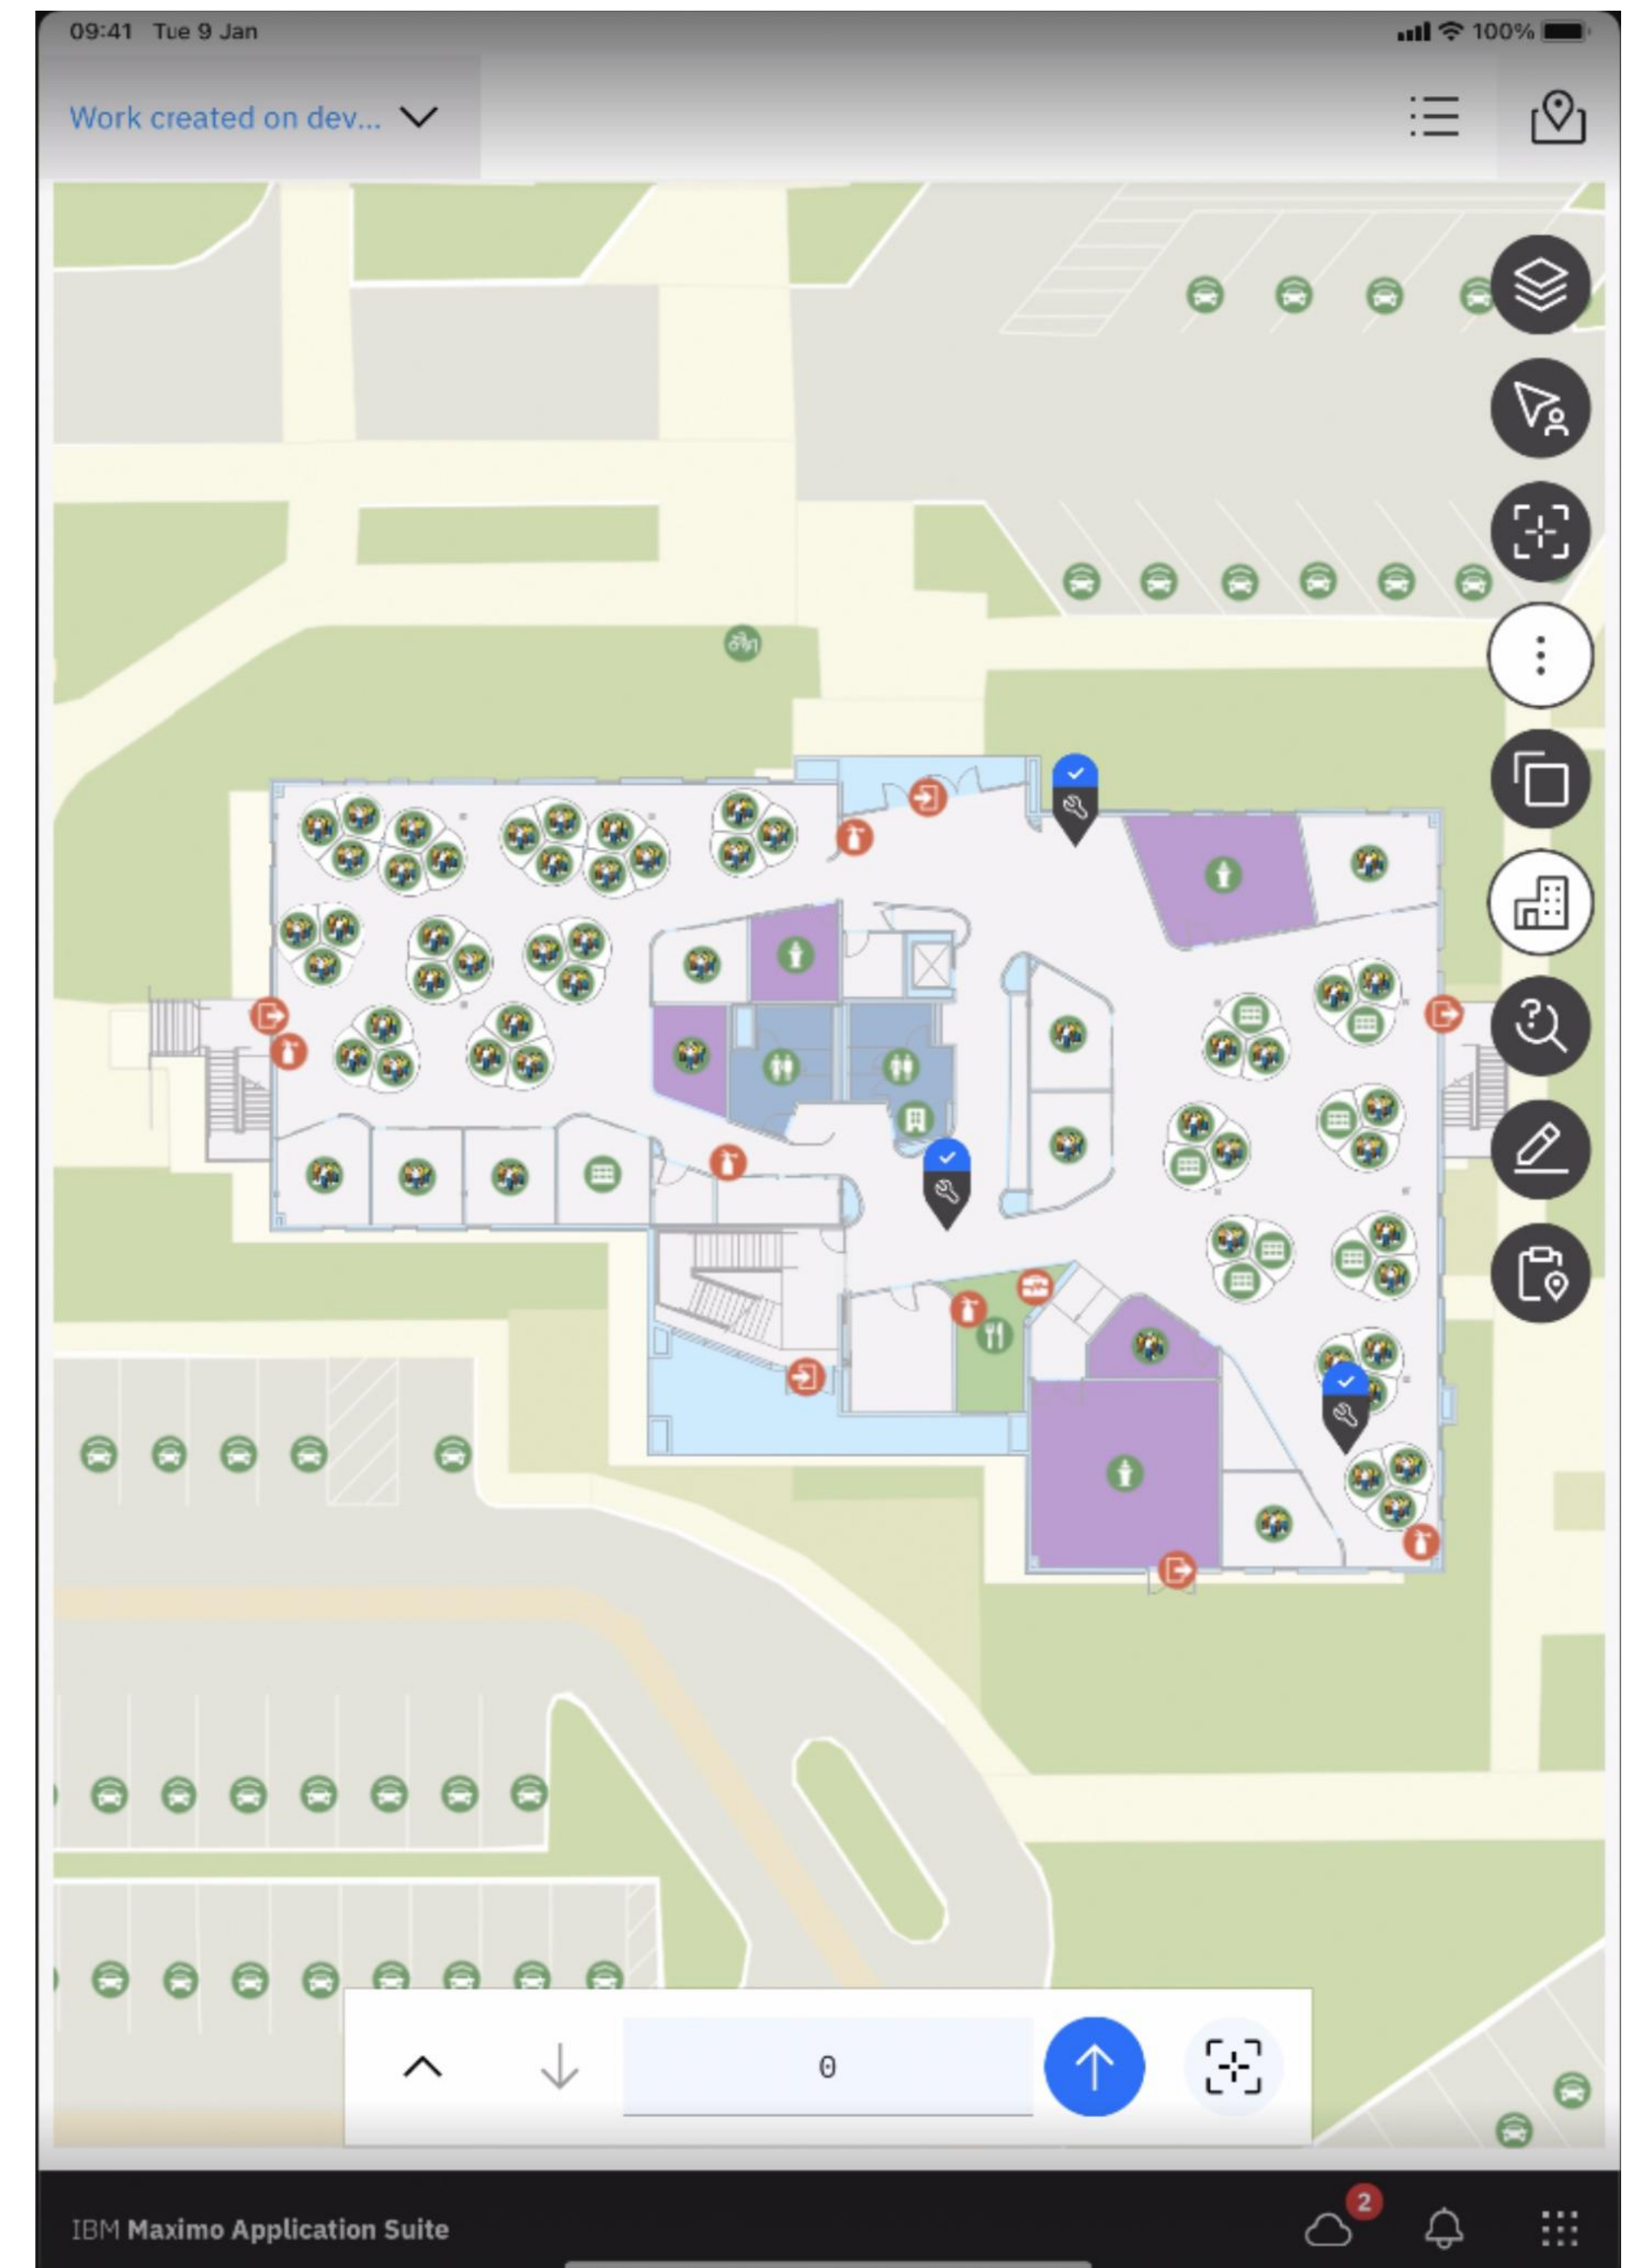 09:41 Tue 9 Jan
100%
Work created on dev...
0
IBM Maximo Application Suite
2